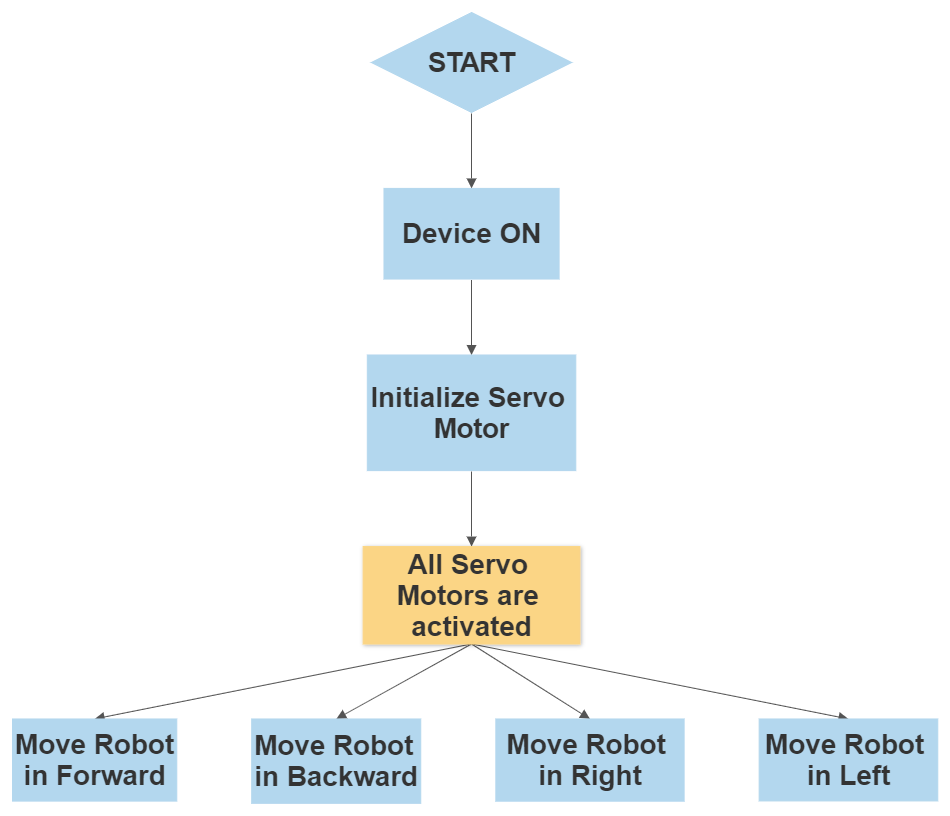 START
Device ON
Initialize Servo
Motor
All Servo
Motors are
activated
Move Robot
in Forward
Move Robot
in Backward
Move Robot
in Right
Move Robot
in Left